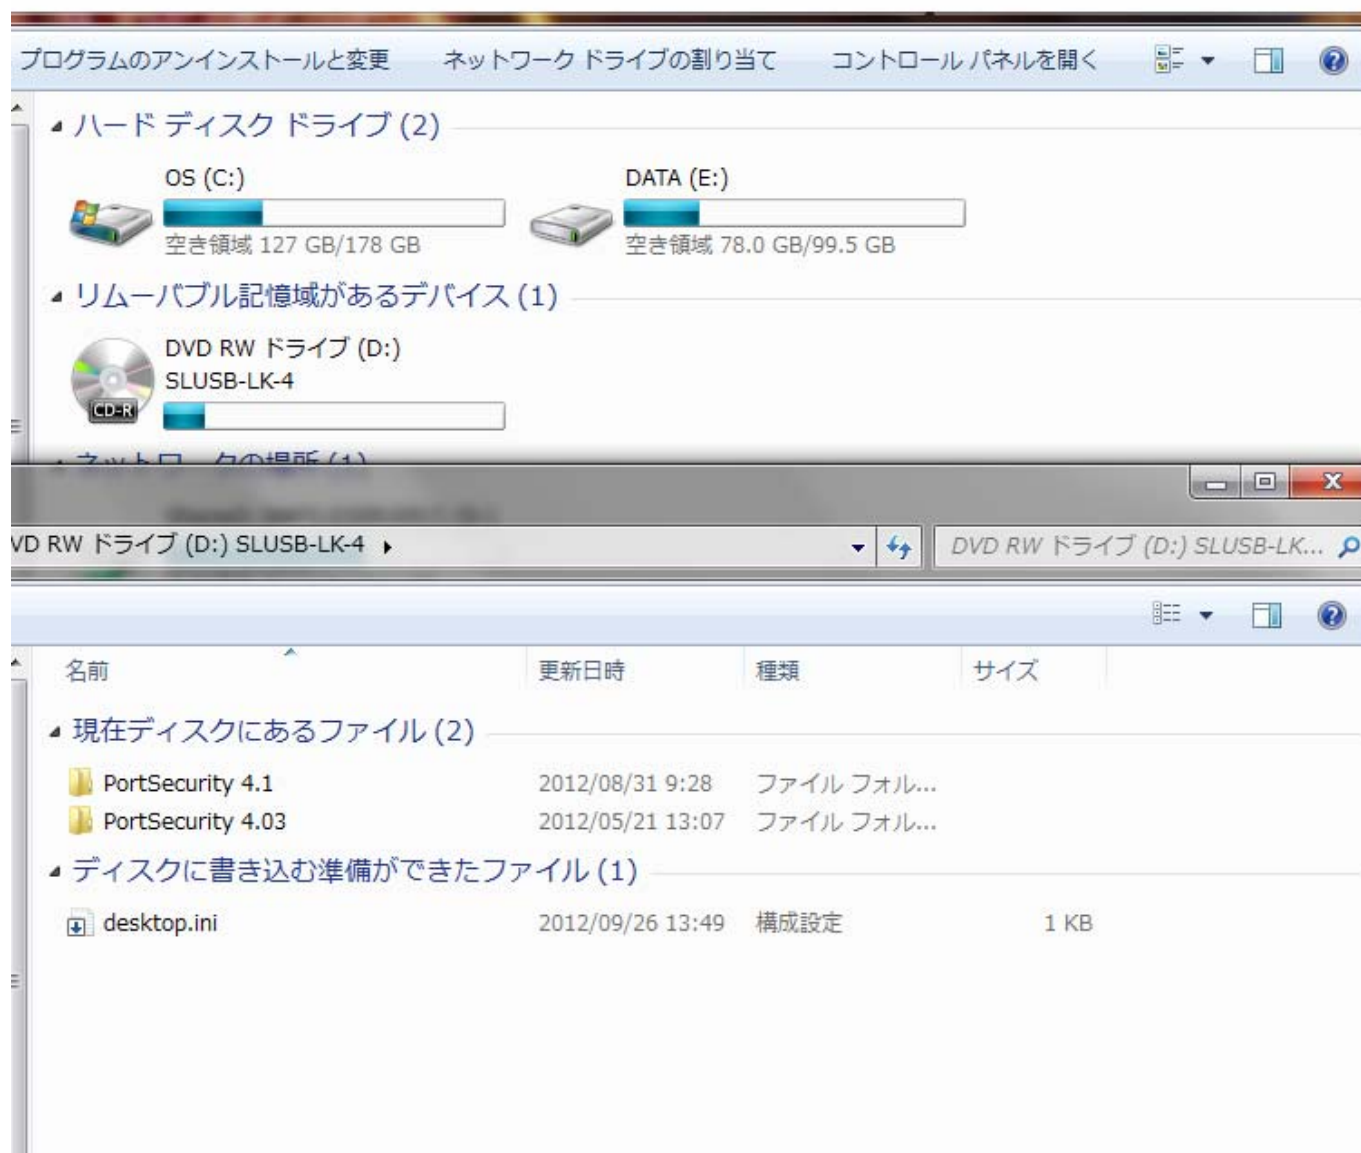 プログラムのアンインストールと変更 ネットワーク ドライブの割り当て コントロール パネルを開く
ハード ディスク ドライブ (2)
OS (C:)
空き領域 127 GB/178 GB
DATA (E:)
空き領域 78.0 GB/99.5 GB
リムーバブル記憶域があるデバイス (1)
DVD RW ドライブ (D:)
SLUSB-LK-4
CD-R
ネットワークの場所 (1)
VD RW ドライブ (D:) SLUSB-LK-4
DVD RW ドライブ (D:) SLUSB-LK...
名前 更新日時 種類 サイズ
現在ディスクにあるファイル (2)
PortSecurity 4.1 2012/08/31 9:28 ファイル フォル...
PortSecurity 4.03 2012/05/21 13:07 ファイル フォル...
ディスクに書き込む準備ができたファイル (1)
desktop.ini 2012/09/26 13:49 構成設定 1 KB